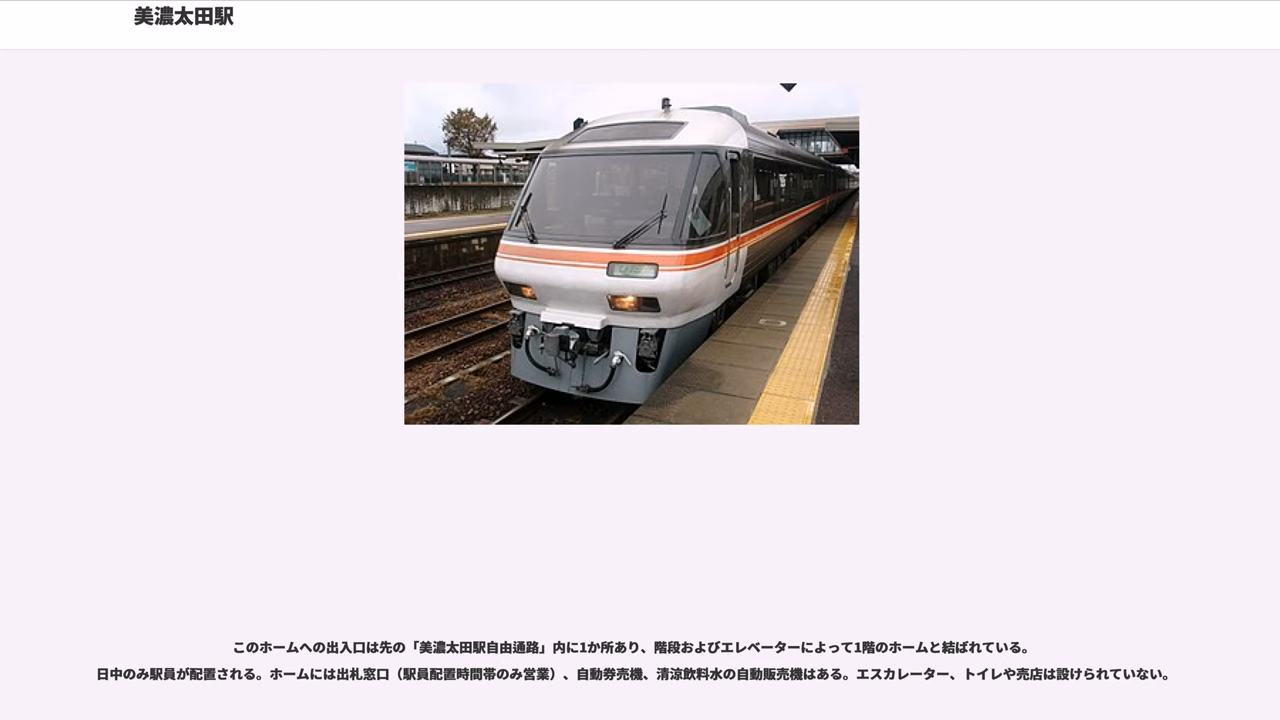 美濃太田駅
このホームへの出入口は先の「美濃太田駅自由通路」内に1か所あり、階段およびエレベーターによって1階のホームと結ばれている。
日中のみ駅員が配置される。ホームには出札窓口（駅員配置時間帯のみ営業）、自動券売機、清涼飲料水の自動販売機はある。エスカレーター、トイレや売店は設けられていない。